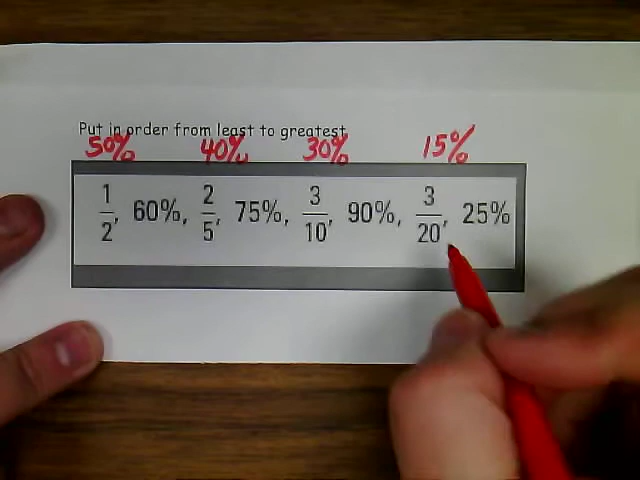 Put in order from least to greatest
50% 40% 30% 15%
1/2, 60%, 2/5, 75%, 3/10, 90%, 3/20, 25%